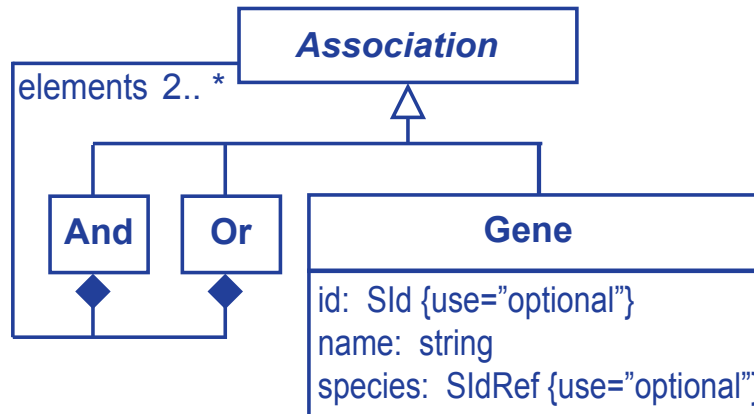 Association
elements 2.. *
And
Or
Gene
id: SId {use=”optional”}
name: string
species: SIdRef {use=”optional”}